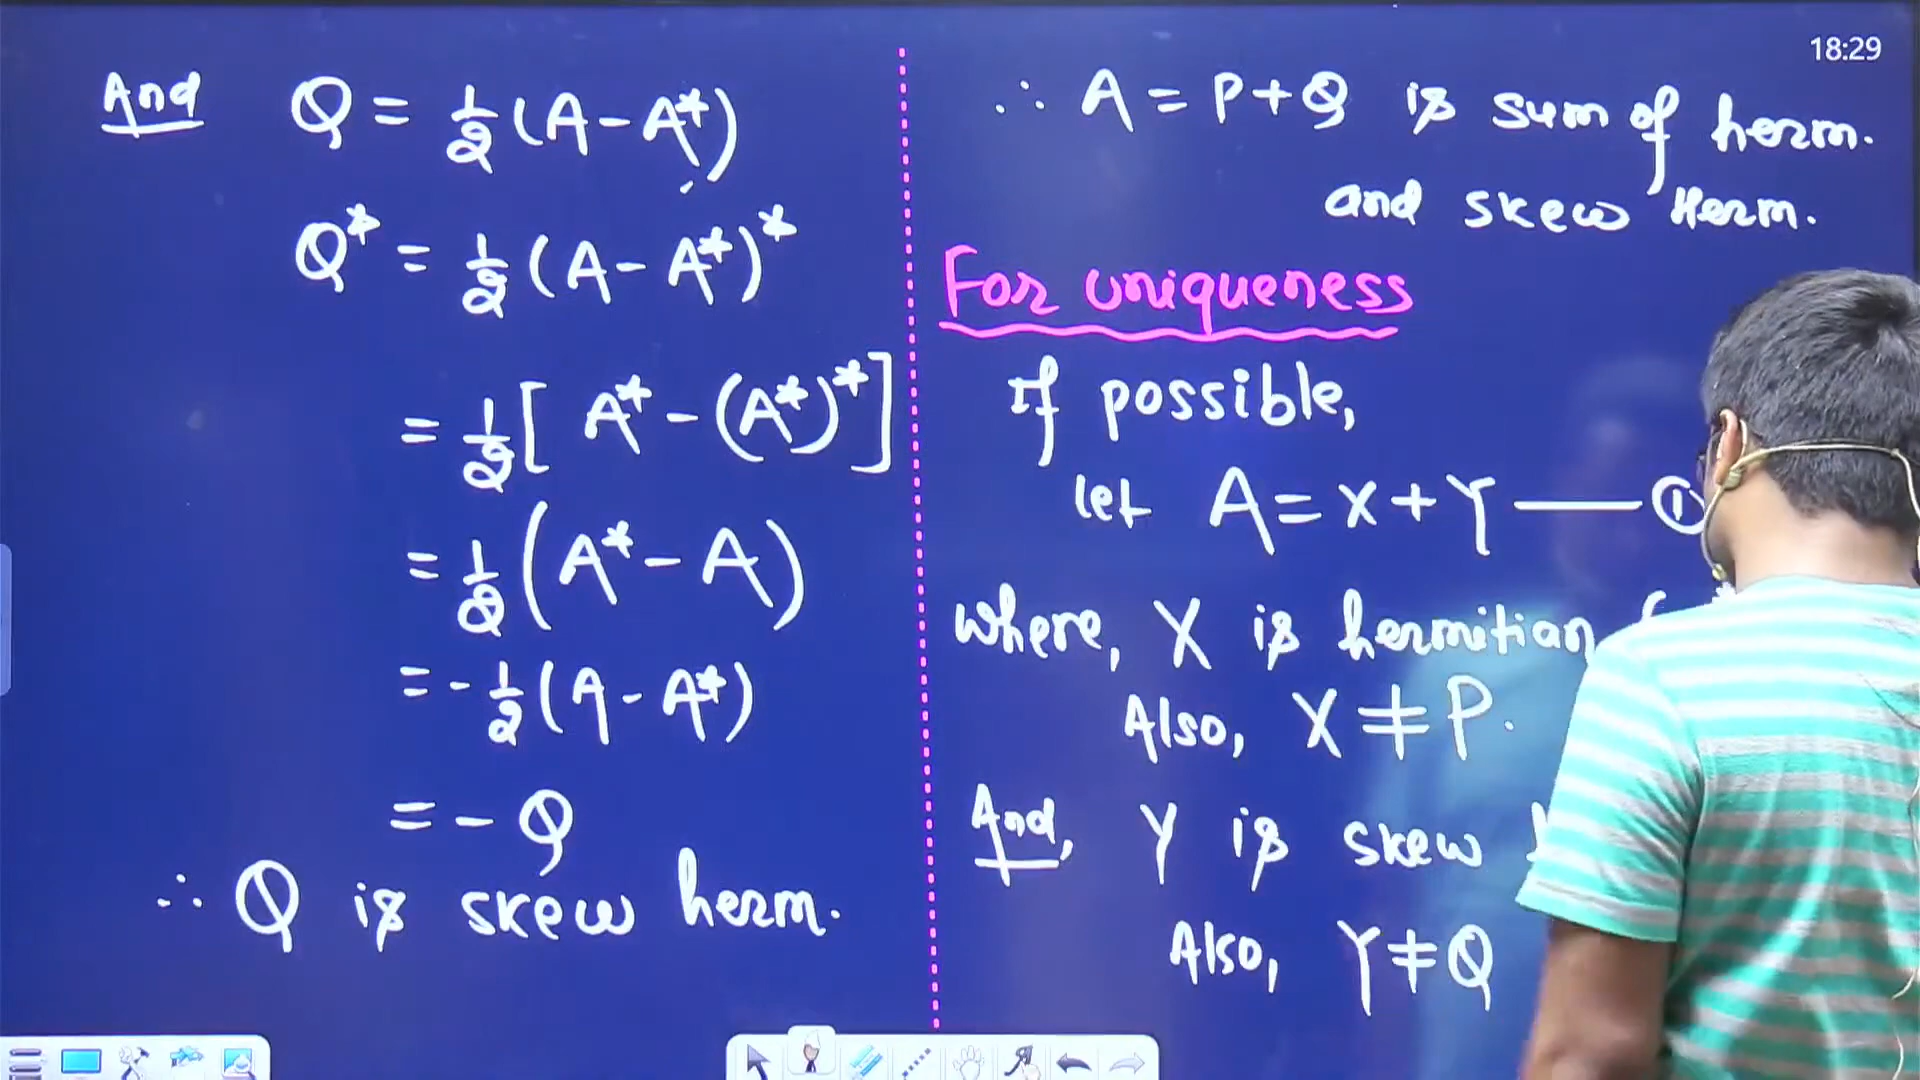 And Q = 1/2 (A - A*)
Q* = 1/2 (A - A*)*
= 1/2 [ A* - (A*)* ]
= 1/2 (A* - A)
= - 1/2 (A - A*)
= - Q
∴ Q is skew herm.
18:29
∴ A = P + Q is sum of herm.
and skew Herm.
For uniqueness
If possible,
let A = X + Y —— ①
where, X is hermitian
Also, X ≠ P.
And, Y is skew
Also, Y ≠ Q